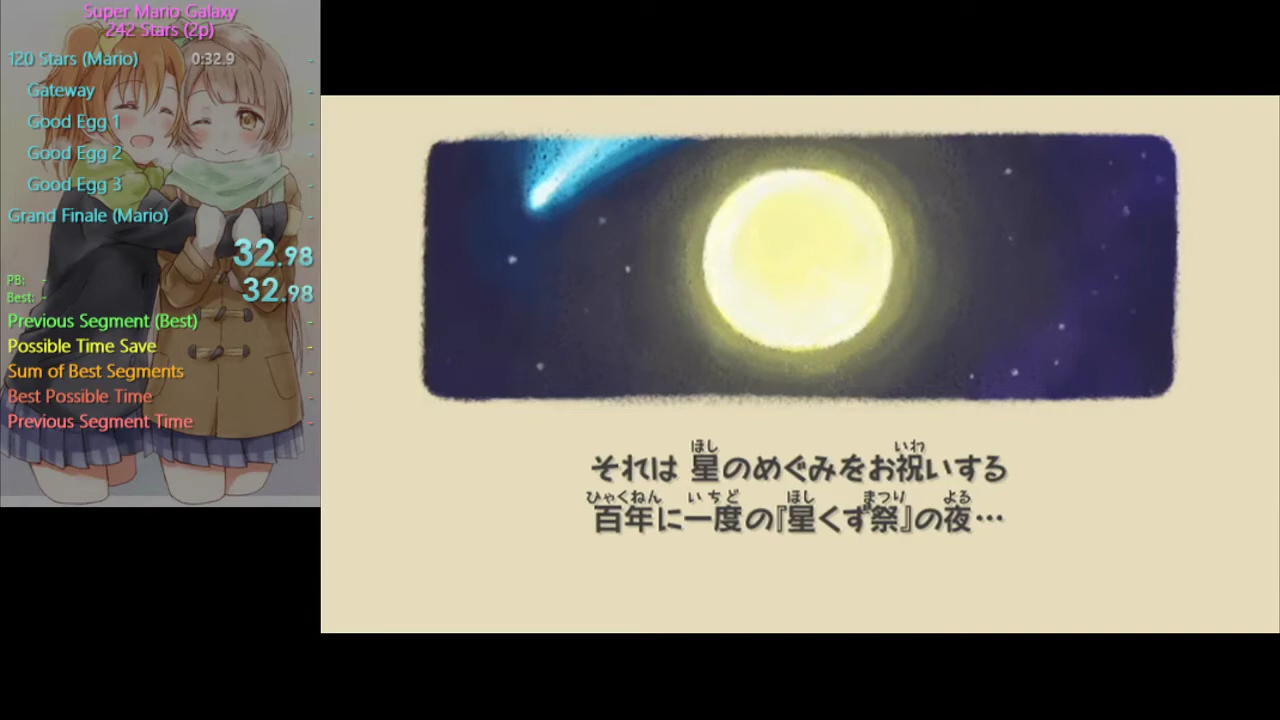 Super Mario Galaxy
242 Stars (2p)
120 Stars (Mario) 0:32.9 -
Gateway -
Good Egg 1 -
Good Egg 2 -
Good Egg 3 -
Grand Finale (Mario) -
32.98
PB: -
Best: -
32.98
Previous Segment (Best) -
Possible Time Save -
Sum of Best Segments -
Best Possible Time -
Previous Segment Time -
ほし いわ
それは 星のめぐみをお祝いする
ひゃくねん いちど ほし まつり よる
百年に一度の『星くず祭』の夜…